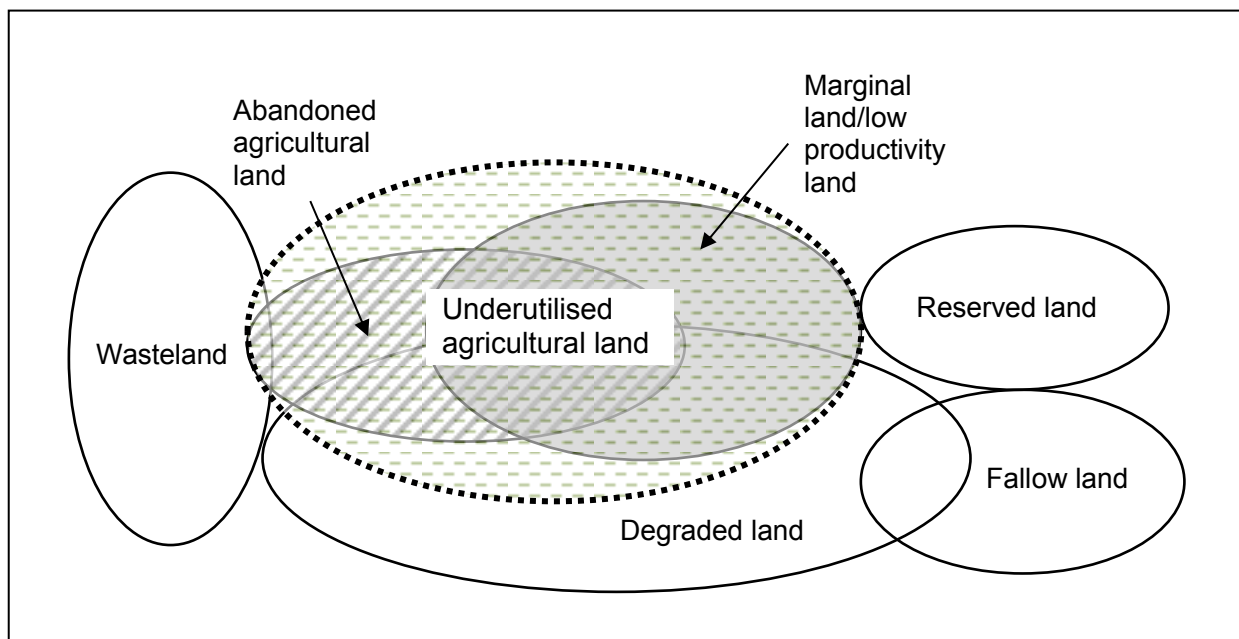 Abandoned
agricultural
land
Marginal
land/low
productivity
land
Wasteland
Underutilised
agricultural land
Reserved land
Fallow land
Degraded land